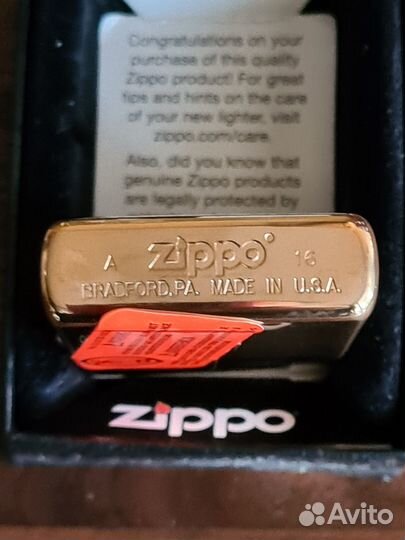 Congratulations on your
purchase of this quality
Zippo product! For great
tips and hints on the care
of your new lighter, visit
zippo.com/care.
Also, did you know that
genuine Zippo products
are legally protected by
A zippo 16
BRADFORD, PA. MADE IN U.S.A.
zippo
Avito